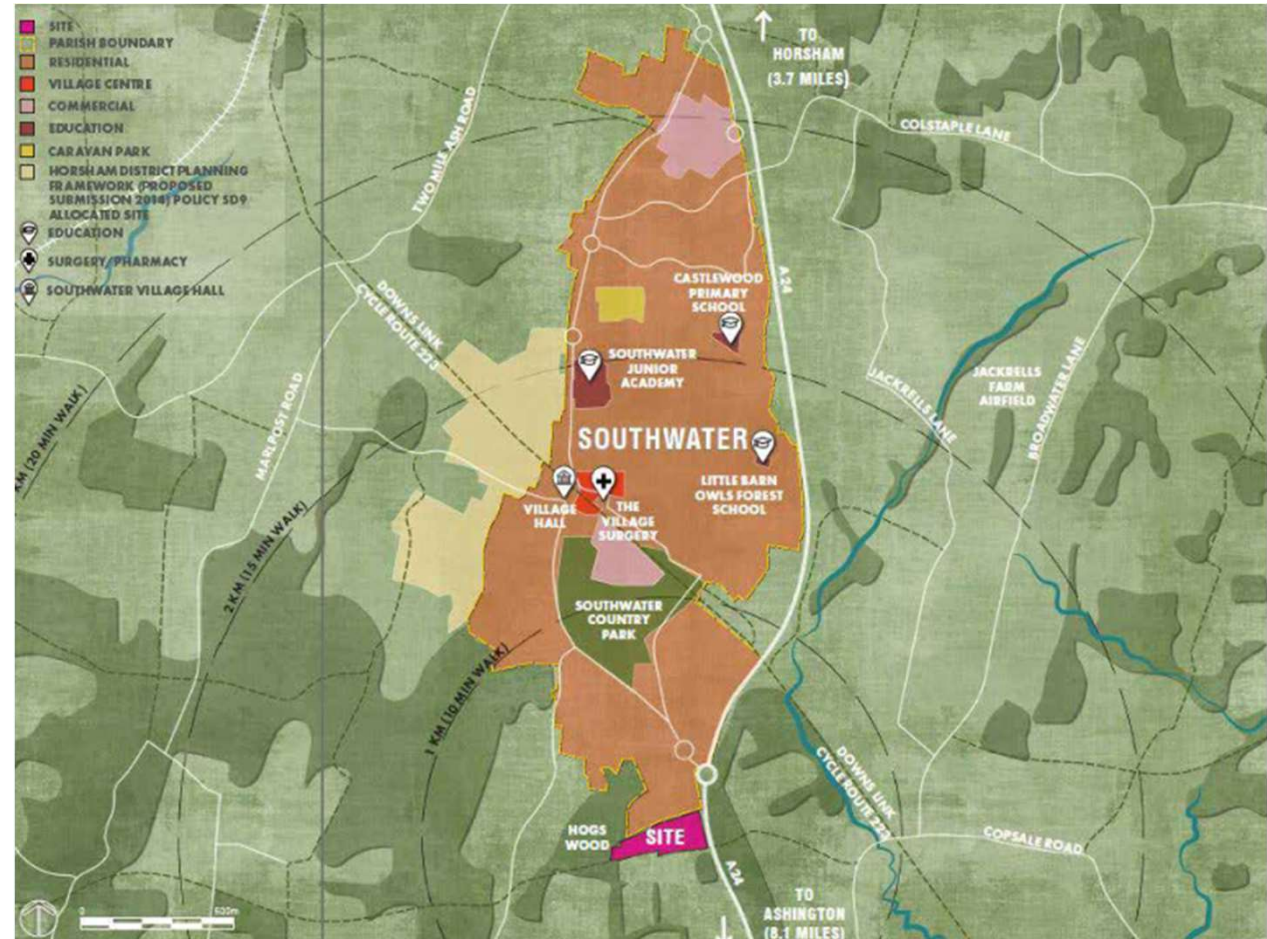 SITE
PARISH BOUNDARY
RESIDENTIAL
VILLAGE CENTRE
COMMERCIAL
EDUCATION
CARAVAN PARK
HORSHAM DISTRICT PLANNING
FRAMEWORK (PROPOSED
SUBMISSION 2014) POLICY SD9
ALLOCATED SITE
EDUCATION
SURGERY/PHARMACY
SOUTHWATER VILLAGE HALL
TO
HORSHAM
(3.7 MILES)
TWO MILE ASH ROAD
COLSTAPLE LANE
A24
CASTLEWOOD
PRIMARY
SCHOOL
DOWNS LINK
CYCLE ROUTE 223
SOUTHWATER
JUNIOR
ACADEMY
JACKRELLS LANE
JACKRELLS
FARM
AIRFIELD
BROADWATER LANE
MARLPOST ROAD
KM (20 MIN WALK)
SOUTHWATER
LITTLE BARN
OWLS FOREST
SCHOOL
VILLAGE
HALL
THE
VILLAGE
SURGERY
2 KM (15 MIN WALK)
SOUTHWATER
COUNTRY
PARK
1 KM (10 MIN WALK)
DOWNS LINK
CYCLE ROUTE 223
HOGS
WOOD
SITE
COPSALE ROAD
A24
TO
ASHINGTON
(8.1 MILES)
0